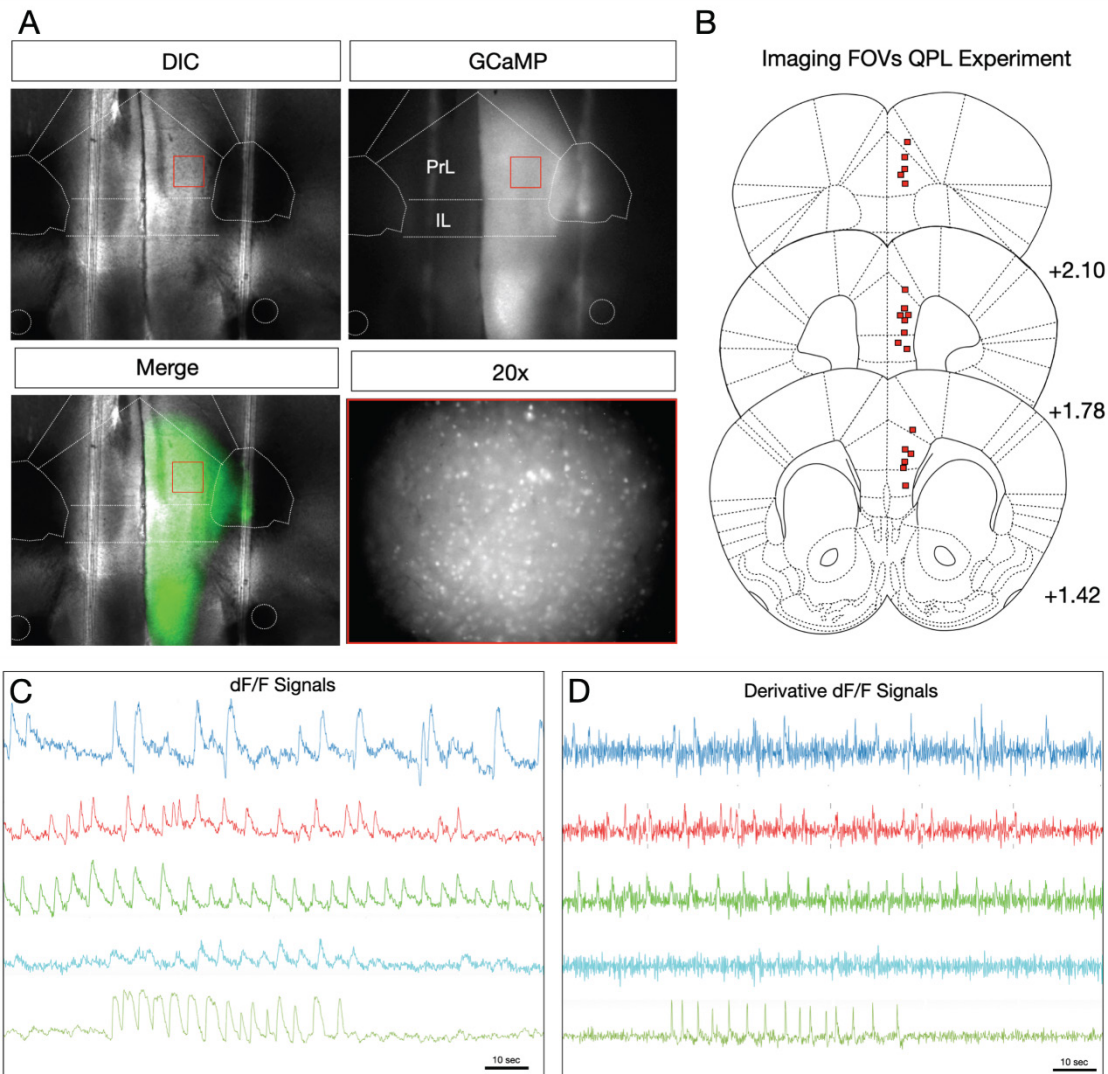 A
DIC
GCaMP
PrL
IL
Merge
20x
B
Imaging FOVs QPL Experiment
+2.10
+1.78
+1.42
C
dF/F Signals
10 sec
D
Derivative dF/F Signals
10 sec